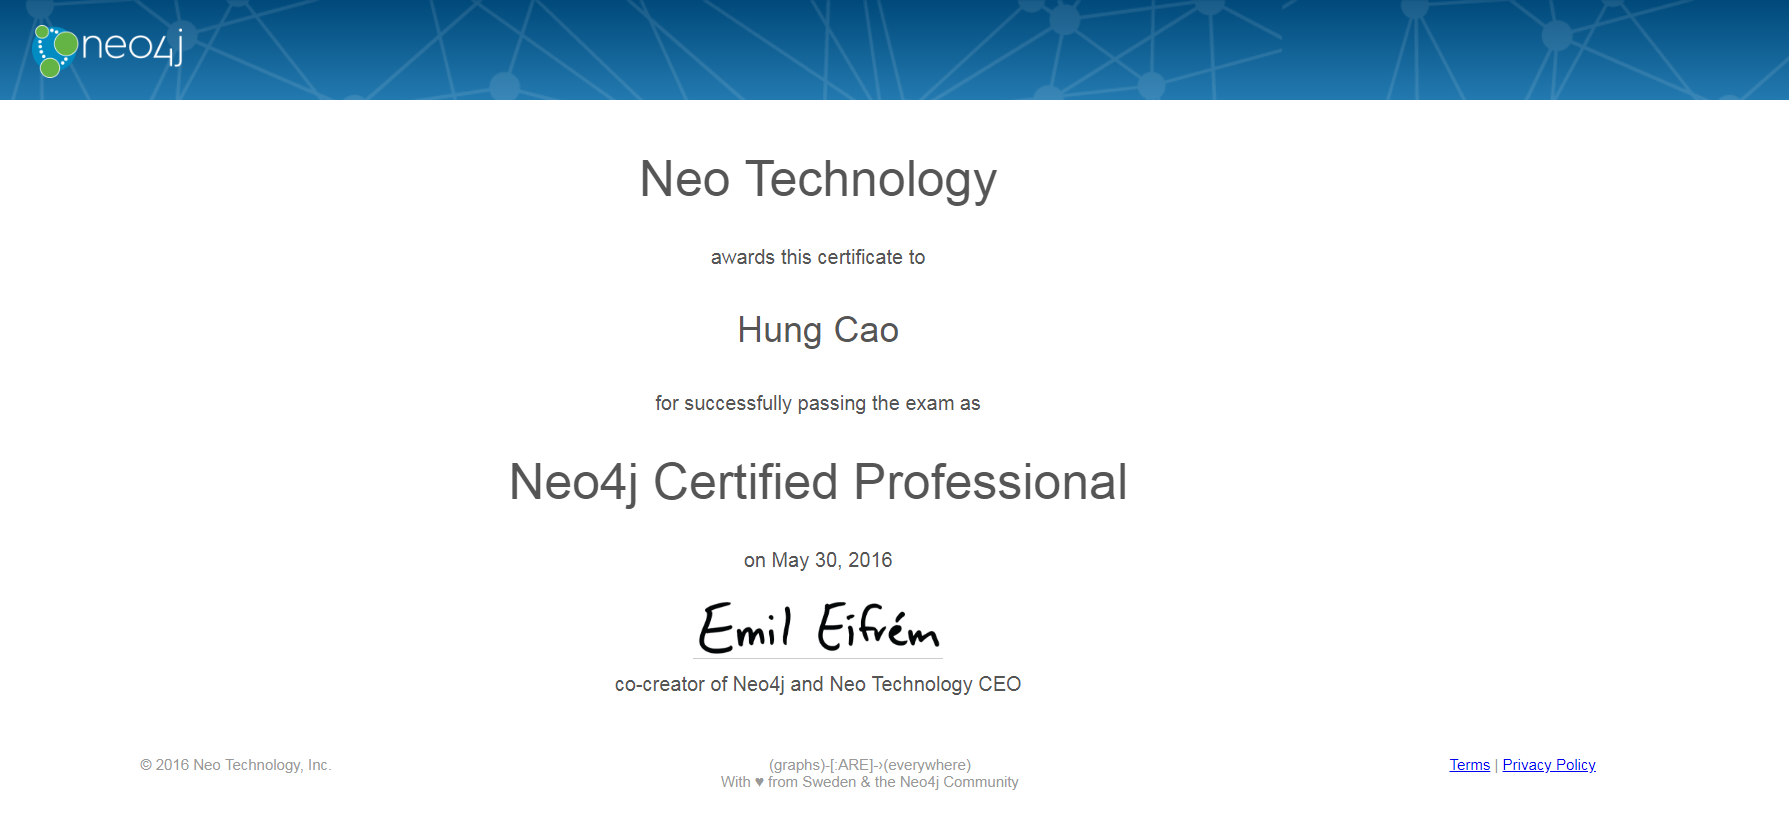 neo4j
Neo Technology
awards this certificate to
Hung Cao
for successfully passing the exam as
Neo4j Certified Professional
on May 30, 2016
Emil Eifrém
co-creator of Neo4j and Neo Technology CEO
© 2016 Neo Technology, Inc.
(graphs)-[:ARE]-›(everywhere)
With ♥ from Sweden & the Neo4j Community
Terms | Privacy Policy